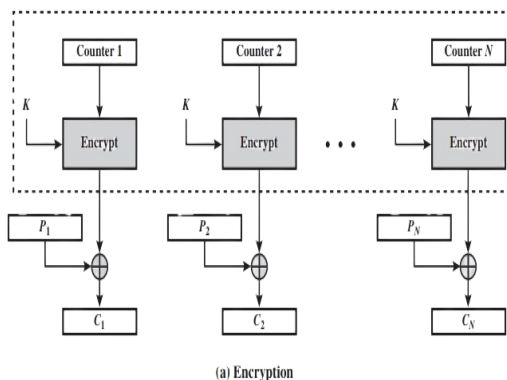 Counter 1 Counter 2 Counter N
K K K
Encrypt Encrypt • • • Encrypt
P1 P2 PN
C1 C2 CN
(a) Encryption